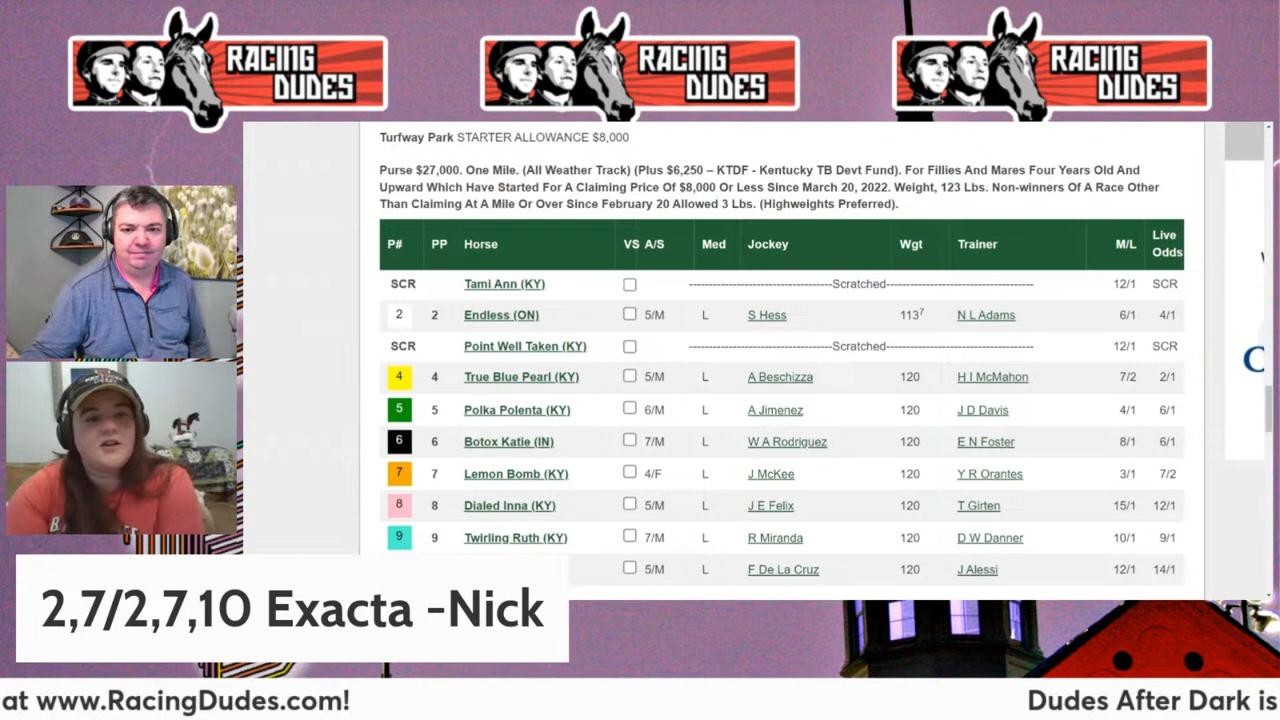 RACING DUDES
RACING DUDES
RACING DUDES
Turfway Park STARTER ALLOWANCE $8,000
Purse $27,000. One Mile. (All Weather Track) (Plus $6,250 – KTDF - Kentucky TB Devt Fund). For Fillies And Mares Four Years Old And
Upward Which Have Started For A Claiming Price Of $8,000 Or Less Since March 20, 2022. Weight, 123 Lbs. Non-winners Of A Race Other
Than Claiming At A Mile Or Over Since February 20 Allowed 3 Lbs. (Highweights Preferred).
P# PP Horse VS A/S Med Jockey Wgt Trainer M/L Live Odds
SCR Tami Ann (KY) -----------------------------------Scratched----------------------------------- 12/1 SCR
2 2 Endless (ON) 5/M L S Hess 113⁷ N L Adams 6/1 4/1
SCR Point Well Taken (KY) -----------------------------------Scratched----------------------------------- 12/1 SCR
4 4 True Blue Pearl (KY) 5/M L A Beschizza 120 H I McMahon 7/2 2/1
5 5 Polka Polenta (KY) 6/M L A Jimenez 120 J D Davis 4/1 6/1
6 6 Botox Katie (IN) 7/M L W A Rodriguez 120 E N Foster 8/1 6/1
7 7 Lemon Bomb (KY) 4/F L J McKee 120 Y R Orantes 3/1 7/2
8 8 Dialed Inna (KY) 5/M L J E Felix 120 T Girten 15/1 12/1
9 9 Twirling Ruth (KY) 7/M L R Miranda 120 D W Danner 10/1 9/1
5/M L F De La Cruz 120 J Alessi 12/1 14/1
2,7/2,7,10 Exacta -Nick
at www.RacingDudes.com! Dudes After Dark is